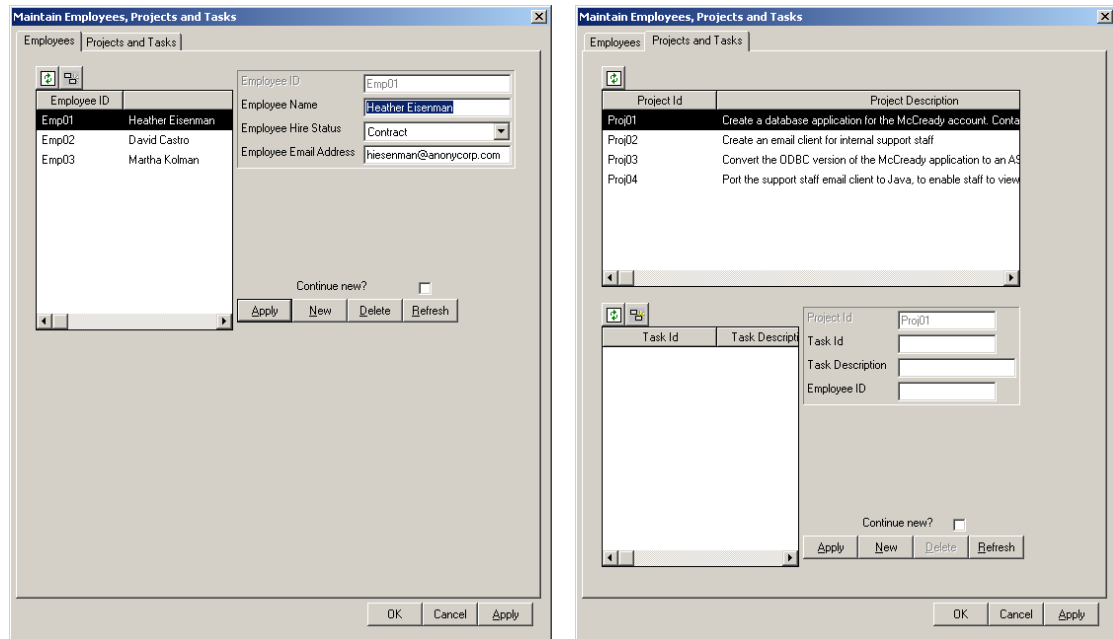 Maintain Employees, Projects and Tasks
Employees
Projects and Tasks
Employee ID
Emp01 Heather Eisenman
Emp02 David Castro
Emp03 Martha Kolman
Employee ID Emp01
Employee Name Heather Eisenman
Employee Hire Status Contract
Employee Email Address hiesenman@anonycorp.com
Continue new?
Apply New Delete Refresh
OK Cancel Apply
Maintain Employees, Projects and Tasks
Employees
Projects and Tasks
Project Id Project Description
Proj01 Create a database application for the McCready account. Conta
Proj02 Create an email client for internal support staff
Proj03 Convert the ODBC version of the McCready application to an AS
Proj04 Port the support staff email client to Java, to enable staff to view
Task Id Task Descripti
Project Id Proj01
Task Id
Task Description
Employee ID
Continue new?
Apply New Delete Refresh
OK Cancel Apply